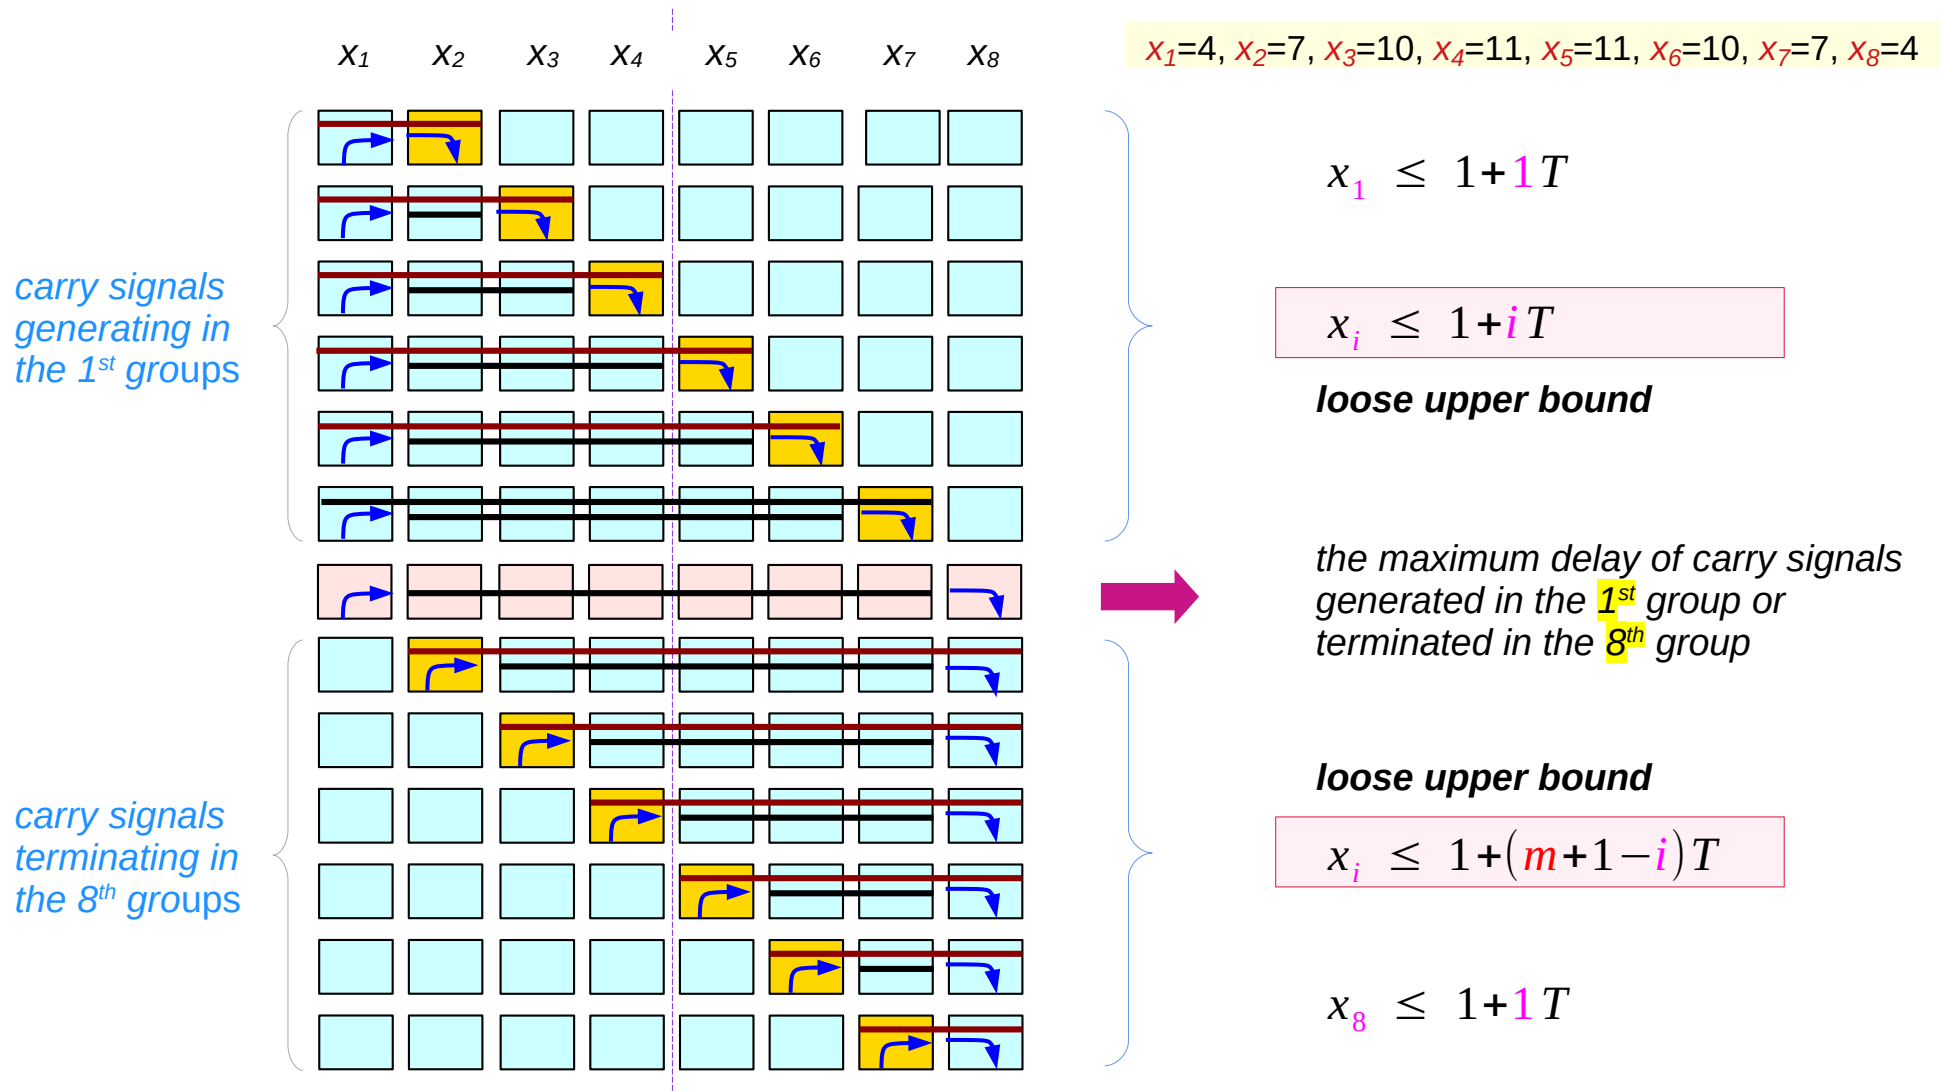 x1 x2 x3 x4 x5 x6 x7 x8
x1=4, x2=7, x3=10, x4=11, x5=11, x6=10, x7=7, x8=4
carry signals
generating in
the 1st groups
x1 ≤ 1+1T
xi ≤ 1+iT
loose upper bound
the maximum delay of carry signals
generated in the 1st group or
terminated in the 8th group
carry signals
terminating in
the 8th groups
loose upper bound
xi ≤ 1+(m+1−i)T
x8 ≤ 1+1T